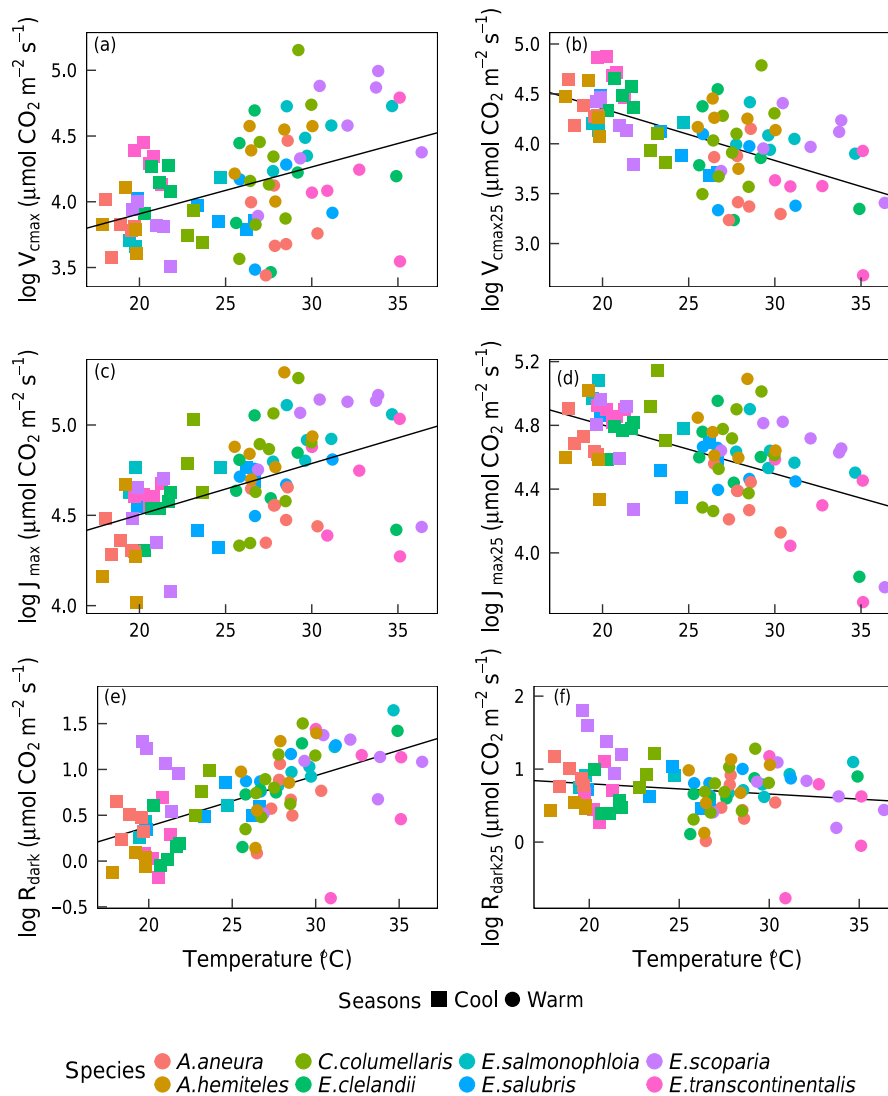 (a)
log Vcmax (μmol CO2 m−2 s−1)
5.0
4.5
4.0
3.5
20 25 30 35
(b)
log Vcmax25 (μmol CO2 m−2 s−1)
5.0
4.5
4.0
3.5
3.0
20 25 30 35
(c)
log Jmax (μmol CO2 m−2 s−1)
5.0
4.5
4.0
20 25 30 35
(d)
log Jmax25 (μmol CO2 m−2 s−1)
5.2
4.8
4.4
4.0
20 25 30 35
(e)
log Rdark (μmol CO2 m−2 s−1)
1.5
1.0
0.5
0.0
−0.5
20 25 30 35
Temperature (°C)
(f)
log Rdark25 (μmol CO2 m−2 s−1)
2
1
0
20 25 30 35
Temperature (°C)
Seasons Cool Warm
Species A.aneura C.columellaris E.salmonophloia E.scoparia
A.hemiteles E.clelandii E.salubris E.transcontinentalis